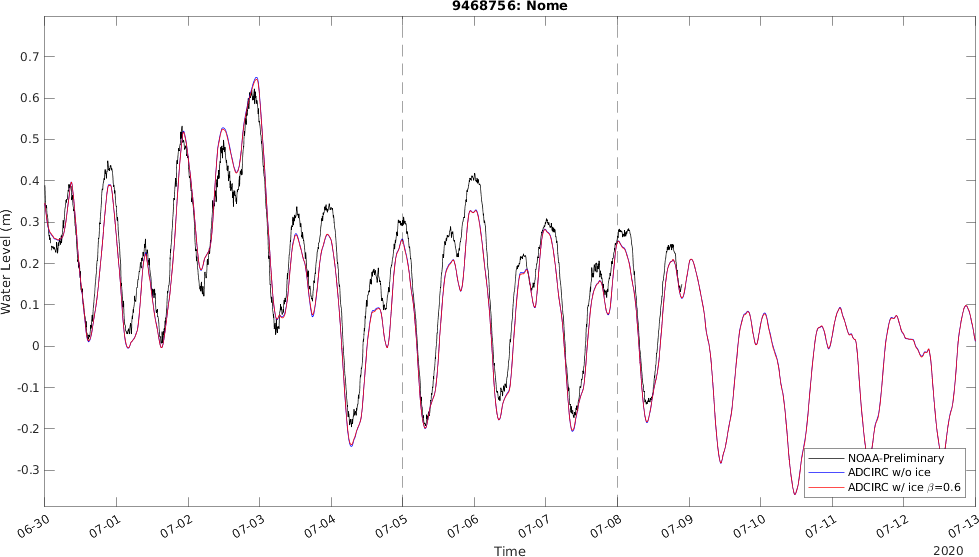 9468756: Nome
Water Level (m)
0.7
0.6
0.5
0.4
0.3
0.2
0.1
0
-0.1
-0.2
-0.3
NOAA-Preliminary
ADCIRC w/o ice
ADCIRC w/ ice β=0.6
06-30 07-01 07-02 07-03 07-04 07-05 07-06 07-07 07-08 07-09 07-10 07-11 07-12 07-13
Time
2020